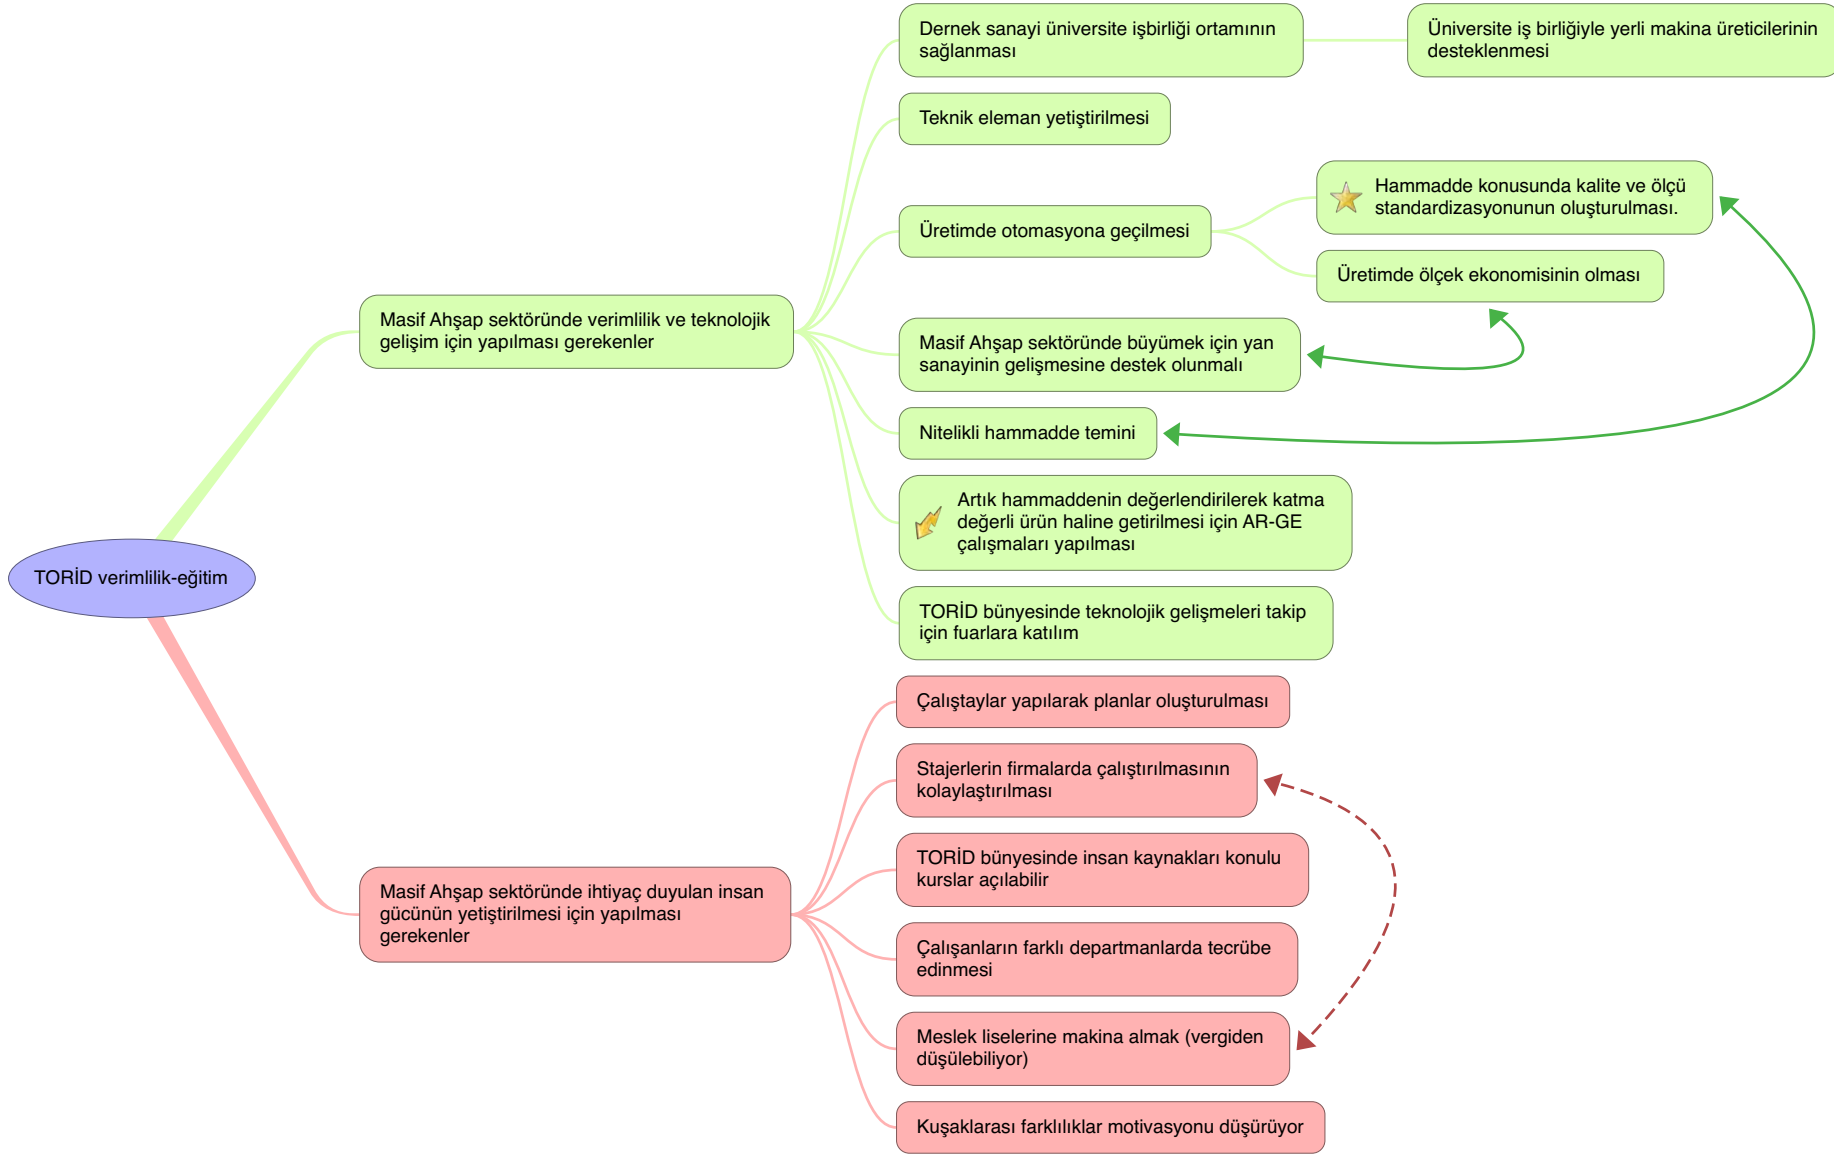 TORİD verimlilik-eğitim
Masif Ahşap sektöründe verimlilik ve teknolojik
gelişim için yapılması gerekenler
Dernek sanayi üniversite işbirliği ortamının
sağlanması
Üniversite iş birliğiyle yerli makina üreticilerinin
desteklenmesi
Teknik eleman yetiştirilmesi
Üretimde otomasyona geçilmesi
Hammadde konusunda kalite ve ölçü
standardizasyonunun oluşturulması.
Üretimde ölçek ekonomisinin olması
Masif Ahşap sektöründe büyümek için yan
sanayinin gelişmesine destek olunmalı
Nitelikli hammadde temini
Artık hammaddenin değerlendirilerek katma
değerli ürün haline getirilmesi için AR-GE
çalışmaları yapılması
TORİD bünyesinde teknolojik gelişmeleri takip
için fuarlara katılım
Masif Ahşap sektöründe ihtiyaç duyulan insan
gücünün yetiştirilmesi için yapılması
gerekenler
Çalıştaylar yapılarak planlar oluşturulması
Stajerlerin firmalarda çalıştırılmasının
kolaylaştırılması
TORİD bünyesinde insan kaynakları konulu
kurslar açılabilir
Çalışanların farklı departmanlarda tecrübe
edinmesi
Meslek liselerine makina almak (vergiden
düşülebiliyor)
Kuşaklarası farklılıklar motivasyonu düşürüyor